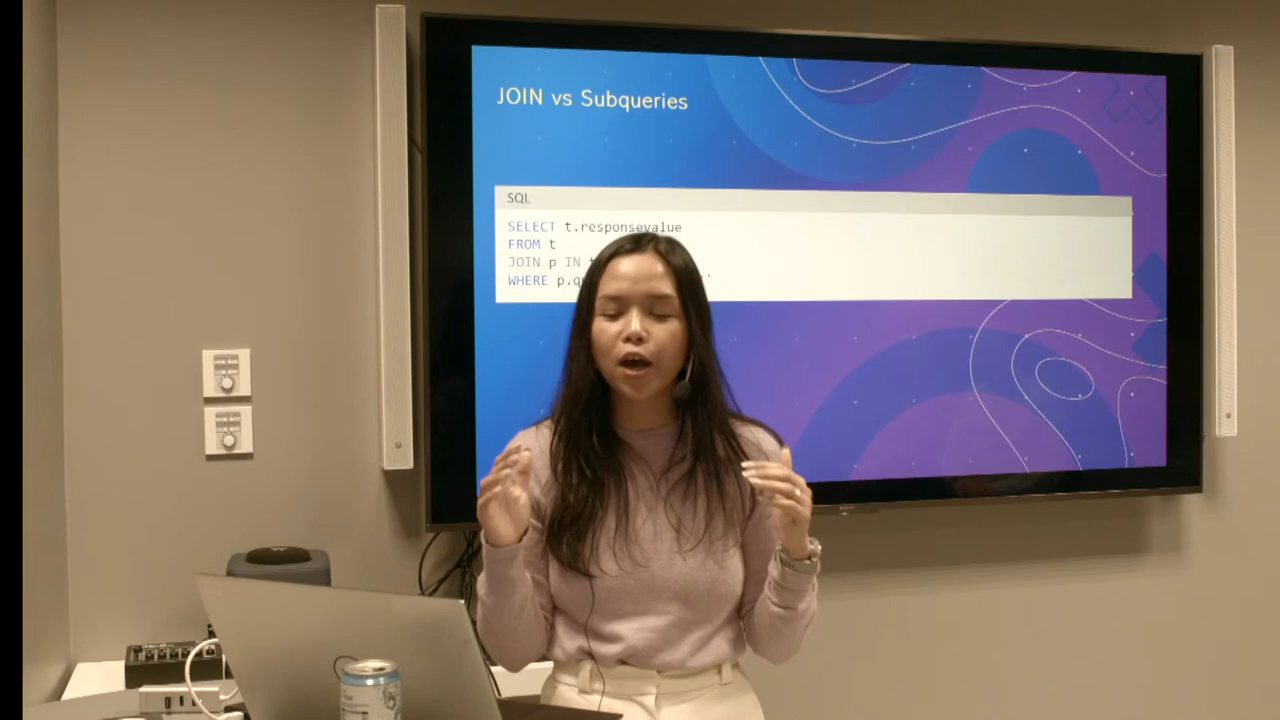 JOIN vs Subqueries
SQL
SELECT t.responsevalue
FROM t
JOIN p IN
WHERE